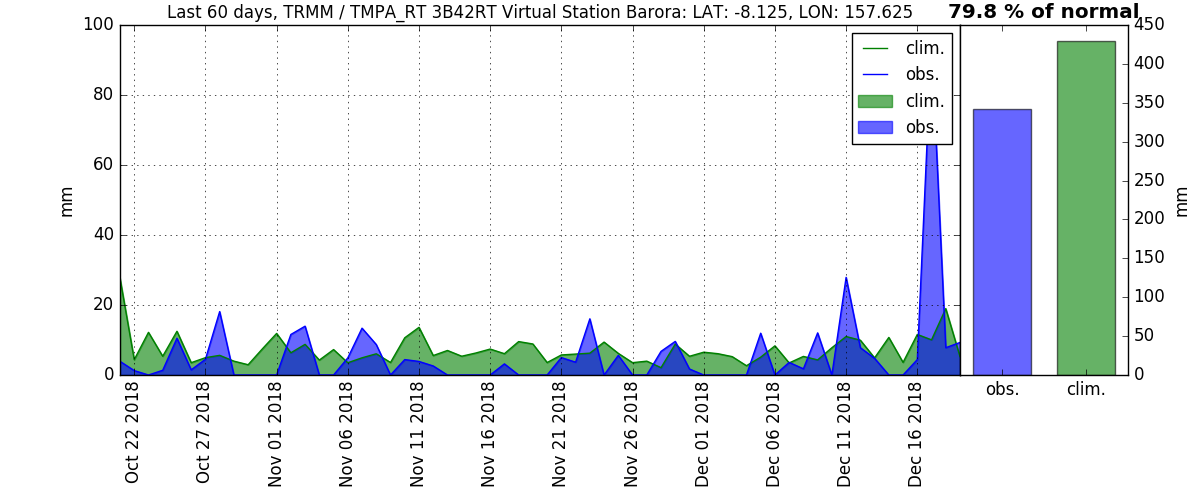 Last 60 days, TRMM / TMPA_RT 3B42RT Virtual Station Barora: LAT: -8.125, LON: 157.625
79.8 % of normal
100
80
60
40
20
0
mm
clim.
obs.
clim.
obs.
450
400
350
300
250
200
150
100
50
0
mm
obs.
clim.
Oct 22 2018
Oct 27 2018
Nov 01 2018
Nov 06 2018
Nov 11 2018
Nov 16 2018
Nov 21 2018
Nov 26 2018
Dec 01 2018
Dec 06 2018
Dec 11 2018
Dec 16 2018